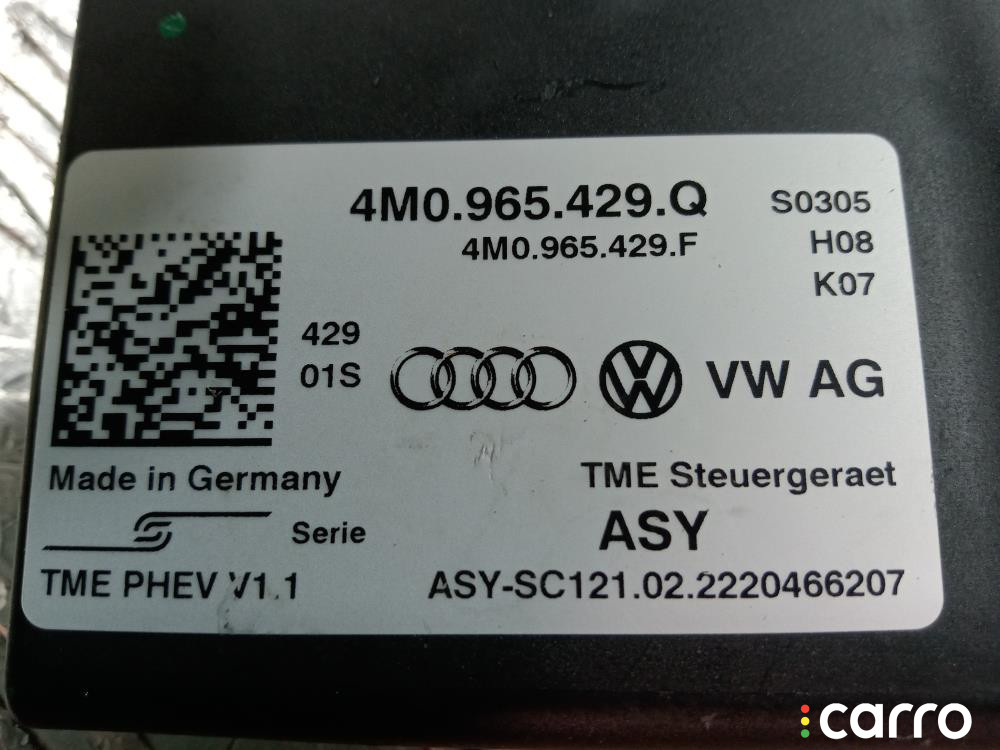 4M0.965.429.Q
4M0.965.429.F
S0305
H08
K07
429
01S
VW AG
Made in Germany
TME Steuergeraet
Serie
ASY
TME PHEV V1.1
ASY-SC121.02.2220466207
carro